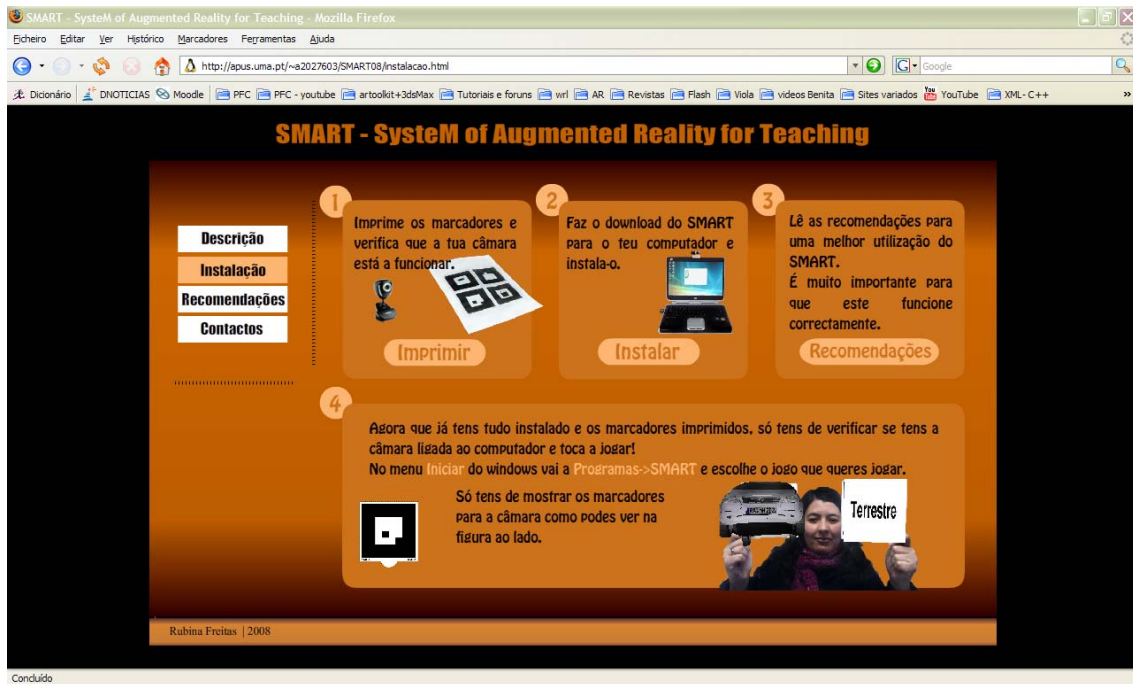 SMART - SysteM of Augmented Reality for Teaching - Mozilla Firefox
Ficheiro Editar Ver Histórico Marcadores Ferramentas Ajuda
http://apus.uma.pt/~a2027603/SMART08/instalacao.html
Google
Dicionário DNOTICIAS Moodle PFC PFC - youtube artoolkit+3dsMax Tutoriais e foruns wrl AR Revistas Flash Viola videos Benita Sites variados YouTube XML- C++ »
SMART - SysteM of Augmented Reality for Teaching
Descrição
Instalação
Recomendações
Contactos
1
Imprime os marcadores e
verifica que a tua câmara
está a funcionar.
Imprimir
2
Faz o download do SMART
para o teu computador e
instala-o.
Instalar
3
Lê as recomendações para
uma melhor utilização do
SMART.
É muito importante para
que este funcione
correctamente.
Recomendações
4
Agora que já tens tudo instalado e os marcadores imprimidos, só tens de verificar se tens a
câmara ligada ao computador e toca a jogar!
No menu Iniciar do windows vai a Programas->SMART e escolhe o jogo que queres jogar.
Só tens de mostrar os marcadores
para a câmara como podes ver na
figura ao lado.
Terrestre
Rubina Freitas | 2008
Concluído